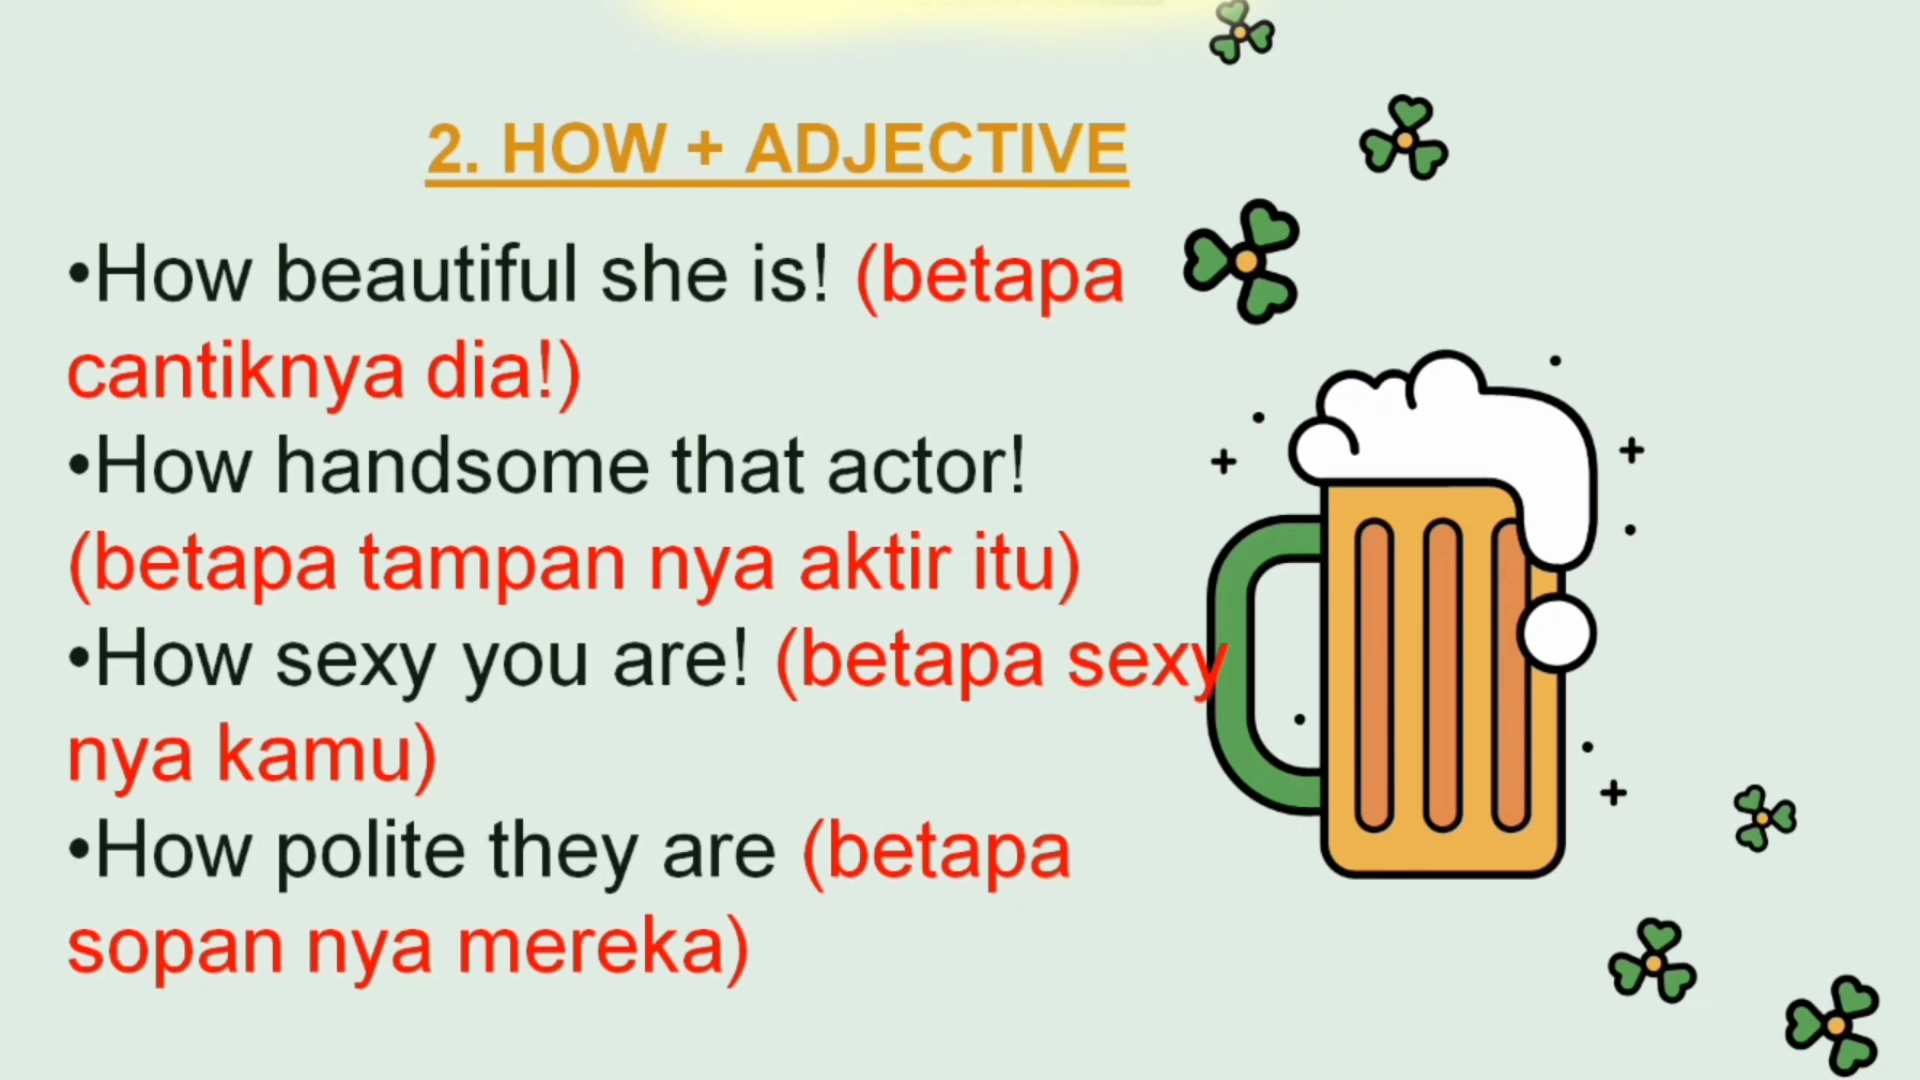 2. HOW + ADJECTIVE
•How beautiful she is! (betapa
cantiknya dia!)
•How handsome that actor!
(betapa tampan nya aktir itu)
•How sexy you are! (betapa sexy
nya kamu)
•How polite they are (betapa
sopan nya mereka)